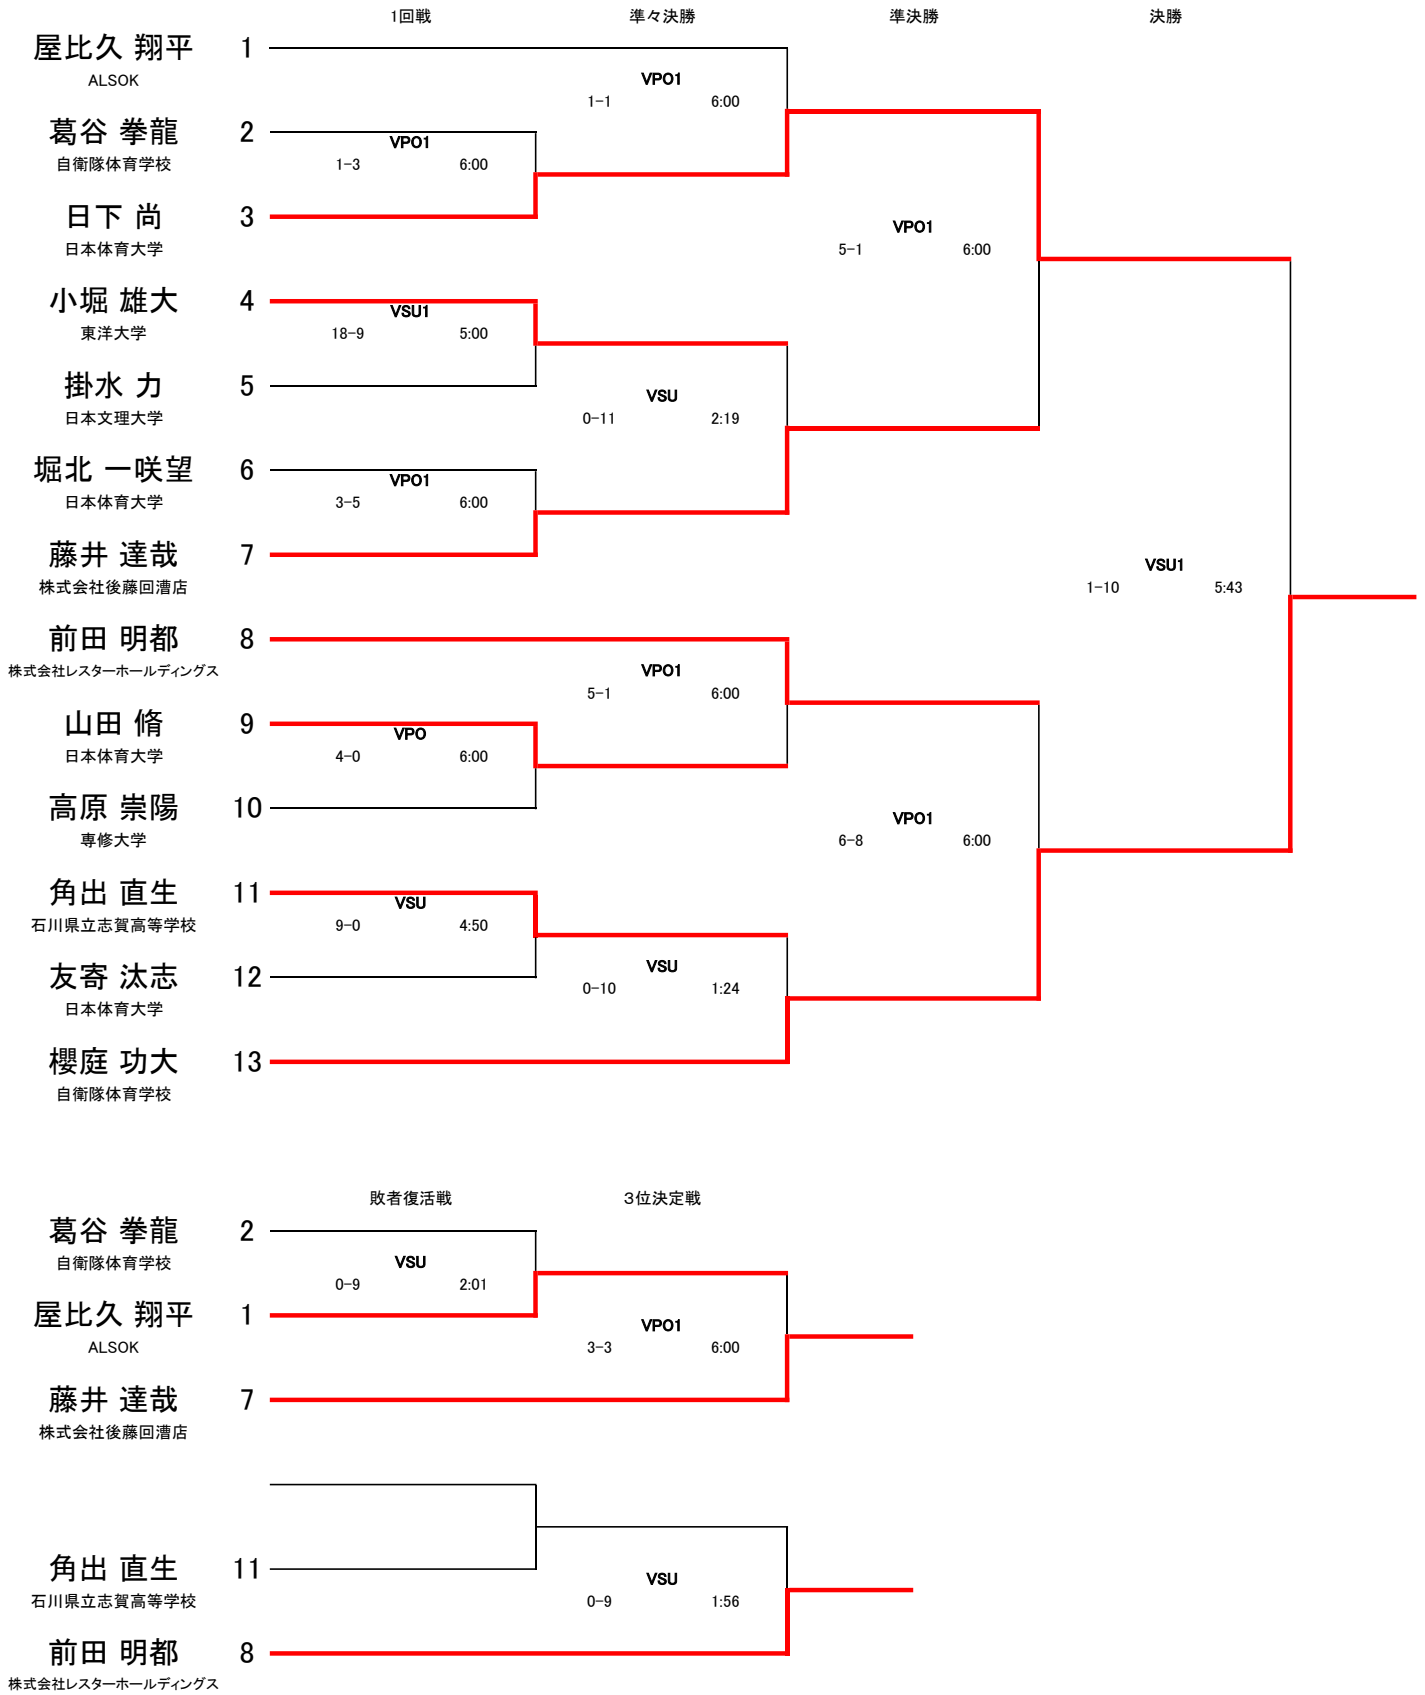 1回戦 準々決勝 準決勝 決勝
屋比久 翔平 1
ALSOK
VPO1
1-1 6:00
葛谷 拳龍 2
自衛隊体育学校
VPO1
1-3 6:00
日下 尚 3
日本体育大学
VPO1
5-1 6:00
小堀 雄大 4
東洋大学
VSU1
18-9 5:00
掛水 力 5
日本文理大学
VSU
0-11 2:19
堀北 一咲望 6
日本体育大学
VPO1
3-5 6:00
藤井 達哉 7
株式会社後藤回漕店
VSU1
1-10 5:43
前田 明都 8
株式会社レスターホールディングス
VPO1
5-1 6:00
山田 脩 9
日本体育大学
VPO
4-0 6:00
高原 崇陽 10
専修大学
VPO1
6-8 6:00
角出 直生 11
石川県立志賀高等学校
VSU
9-0 4:50
友寄 汰志 12
日本体育大学
VSU
0-10 1:24
櫻庭 功大 13
自衛隊体育学校
敗者復活戦 3位決定戦
葛谷 拳龍 2
自衛隊体育学校
VSU
0-9 2:01
屋比久 翔平 1
ALSOK
VPO1
3-3 6:00
藤井 達哉 7
株式会社後藤回漕店
角出 直生 11
石川県立志賀高等学校
VSU
0-9 1:56
前田 明都 8
株式会社レスターホールディングス